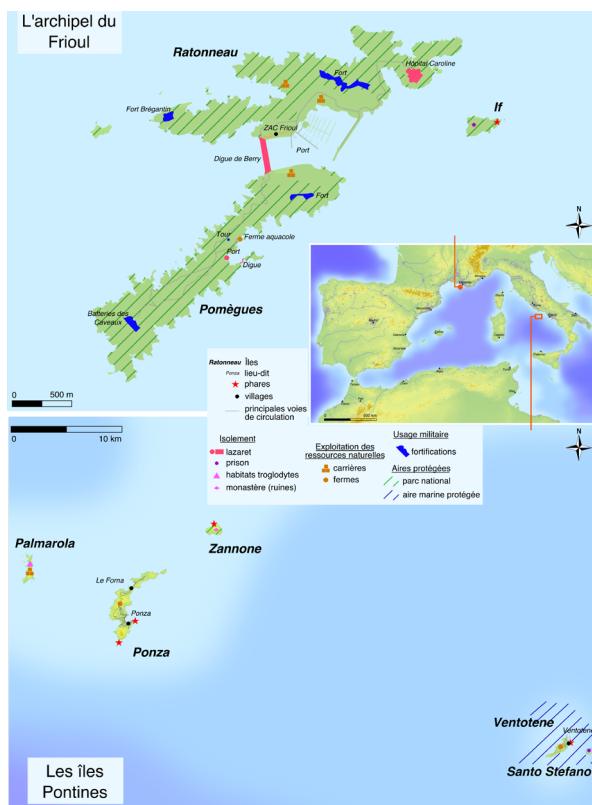 L'archipel du
Frioul
Ratonneau
Hôpital Caroline
Fort
If
Fort Brégantin
ZAC Frioul
Port
Digue de Berry
N
Fort
Tour
Ferme aquacole
Port
Digue
Pomègues
Batteries des
Caveaux
0 500 m
Ratonneau Îles
Ponza lieu-dit
phares
villages
principales voies
de circulation
Isolement
lazaret
prison
habitats troglodytes
monastère (ruines)
Exploitation des
ressources naturelles
carrières
fermes
Usage militaire
fortifications
Aires protégées
parc national
aire marine protégée
0 10 km
N
Palmarola
Zannone
Le Forna
Ponza
Ponza
Ventotene
Ventotene
Santo Stefano
Les îles
Pontines